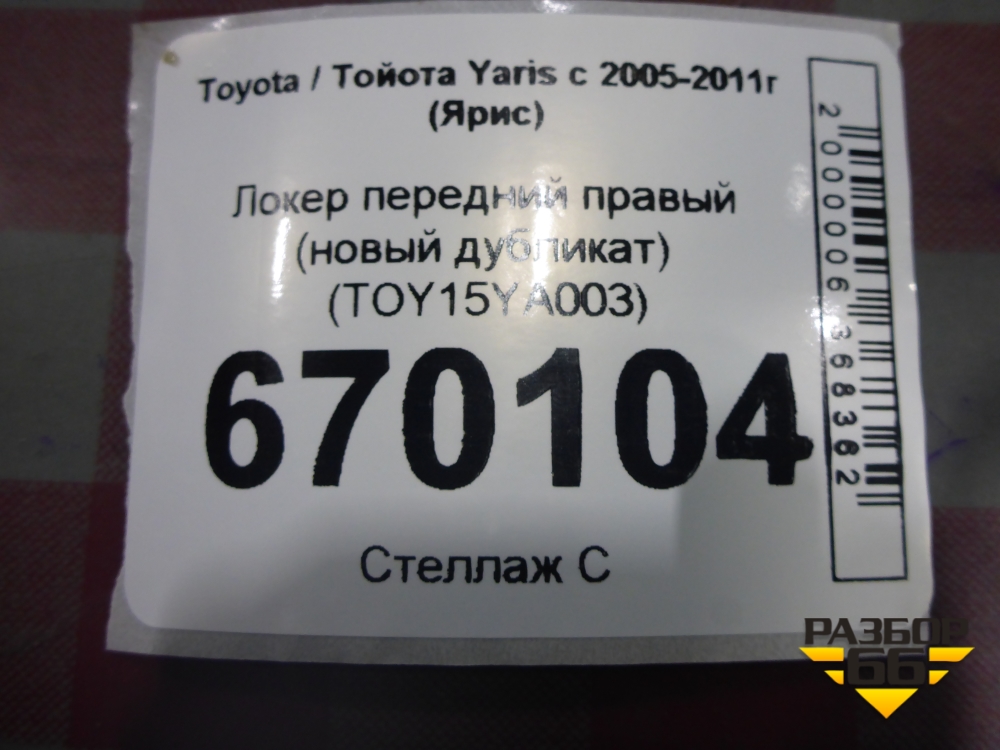 Toyota / Тойота Yaris с 2005-2011г
(Ярис)
Локер передний правый
(новый дубликат)
(TOY15YA003)
670104
Стеллаж С
2000006368362
РАЗБОР
66